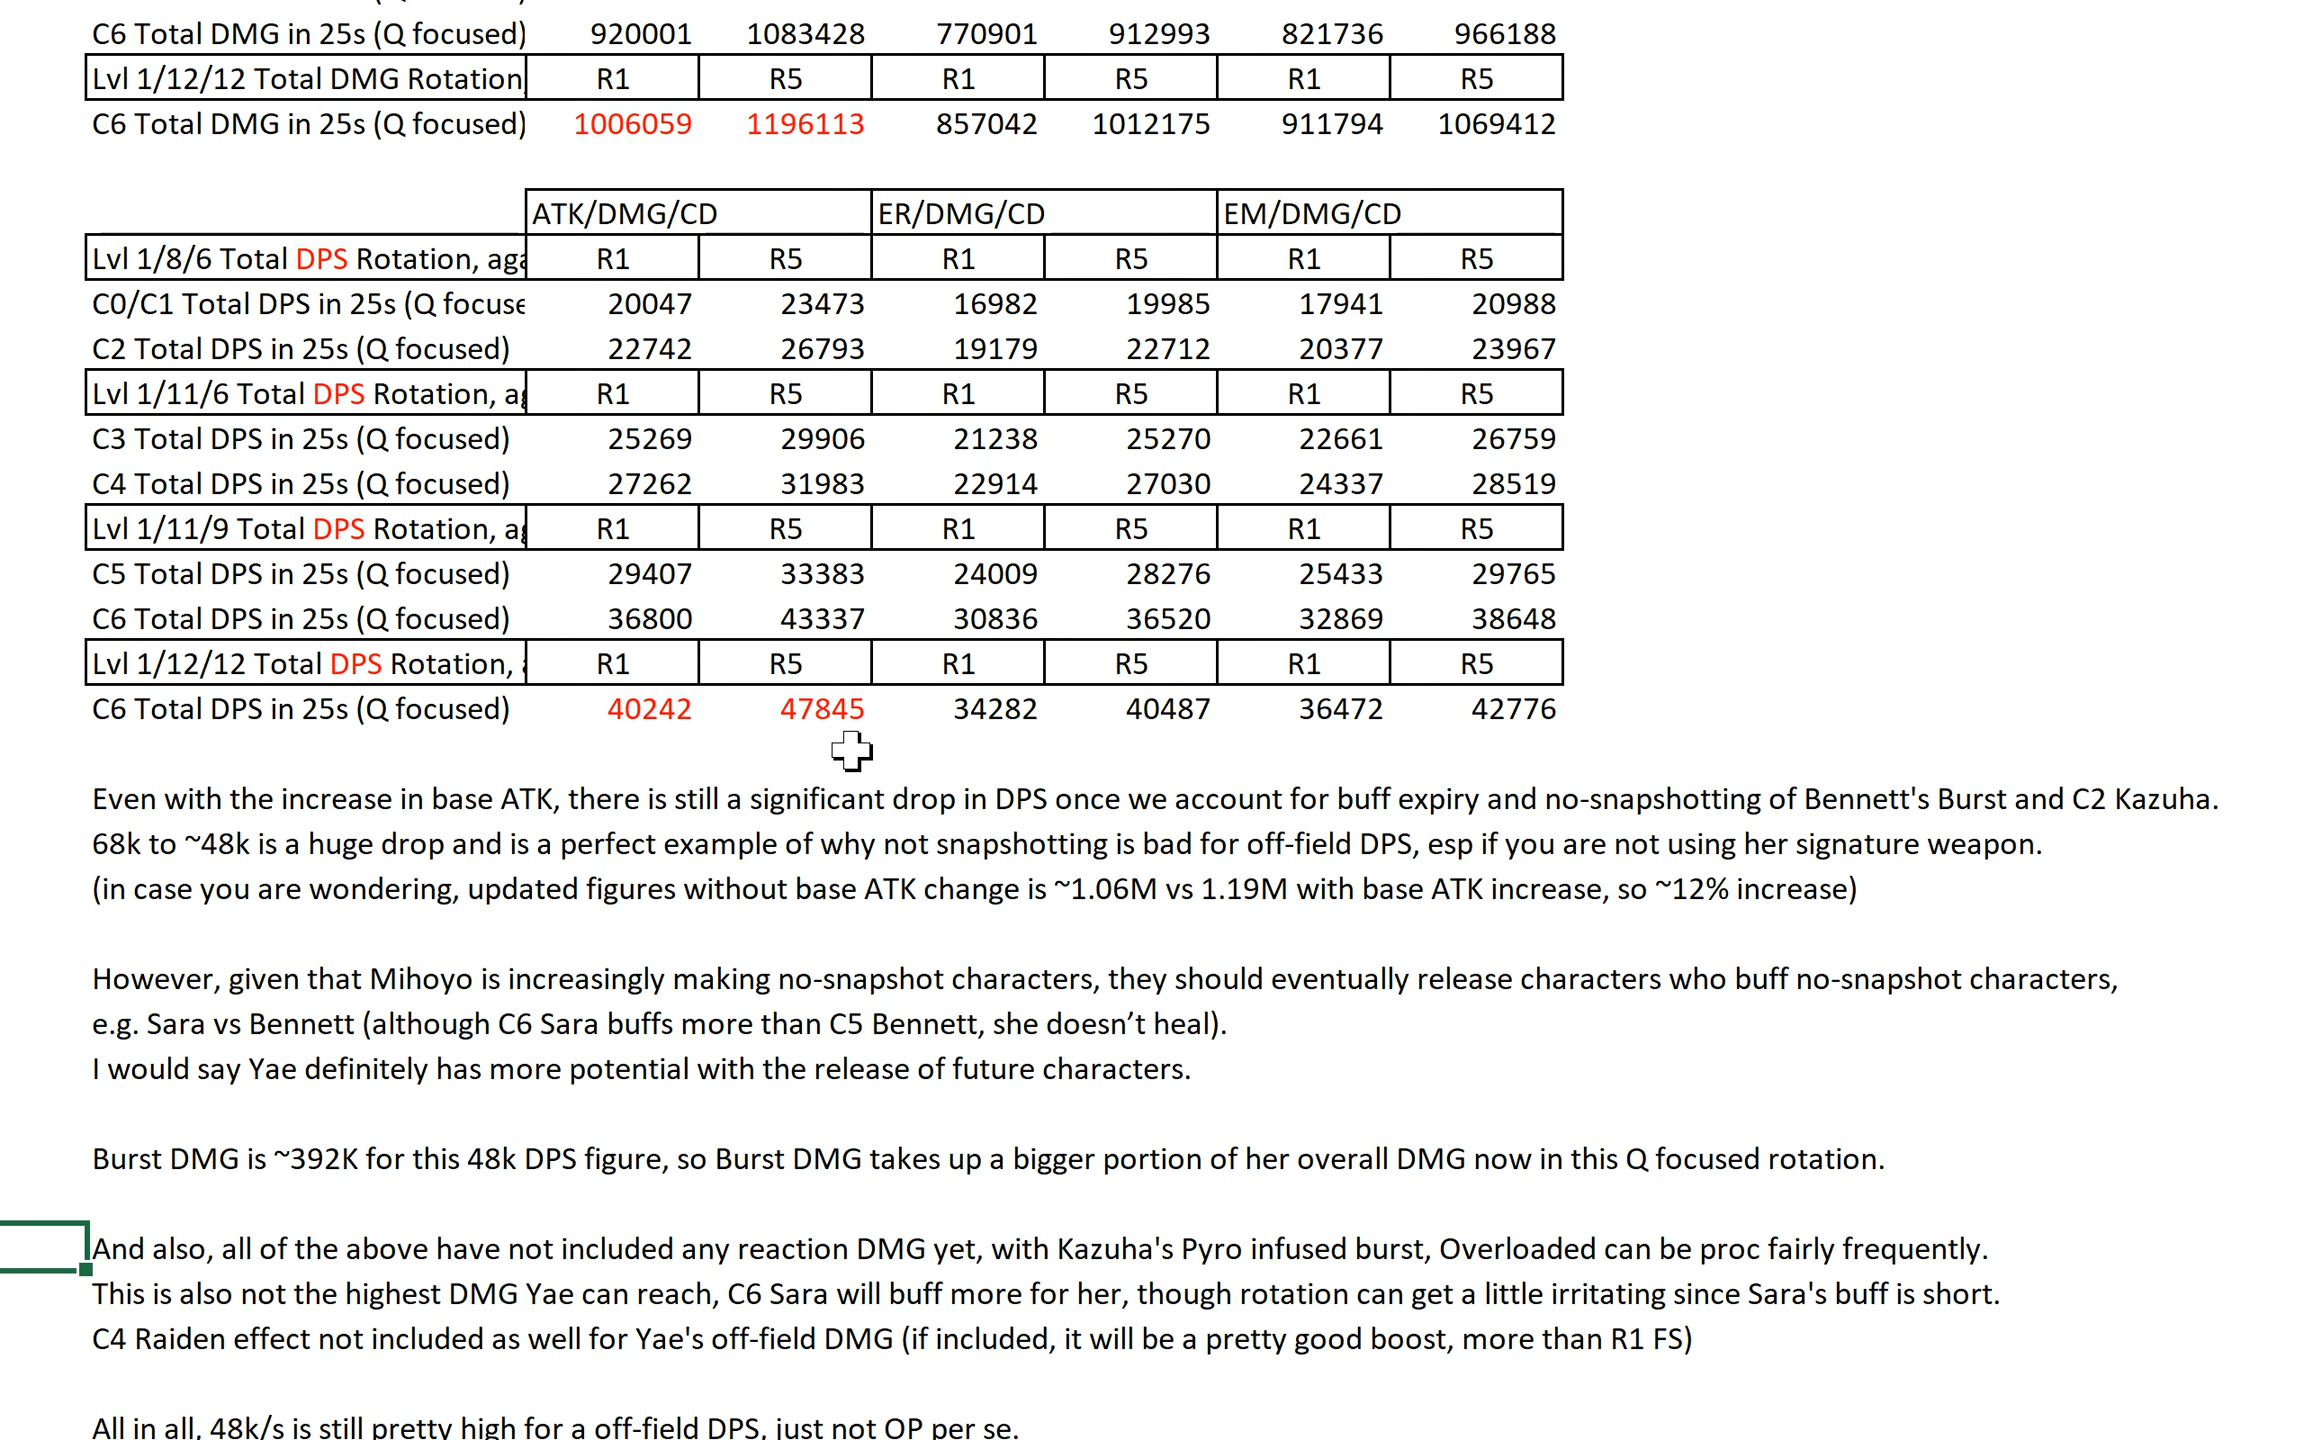 C6 Total DMG in 25s (Q focused) 920001 1083428 770901 912993 821736 966188
Lvl 1/12/12 Total DMG Rotation, R1 R5 R1 R5 R1 R5
C6 Total DMG in 25s (Q focused) 1006059 1196113 857042 1012175 911794 1069412
ATK/DMG/CD ER/DMG/CD EM/DMG/CD
Lvl 1/8/6 Total DPS Rotation, aga R1 R5 R1 R5 R1 R5
C0/C1 Total DPS in 25s (Q focuse 20047 23473 16982 19985 17941 20988
C2 Total DPS in 25s (Q focused) 22742 26793 19179 22712 20377 23967
Lvl 1/11/6 Total DPS Rotation, ag R1 R5 R1 R5 R1 R5
C3 Total DPS in 25s (Q focused) 25269 29906 21238 25270 22661 26759
C4 Total DPS in 25s (Q focused) 27262 31983 22914 27030 24337 28519
Lvl 1/11/9 Total DPS Rotation, ag R1 R5 R1 R5 R1 R5
C5 Total DPS in 25s (Q focused) 29407 33383 24009 28276 25433 29765
C6 Total DPS in 25s (Q focused) 36800 43337 30836 36520 32869 38648
Lvl 1/12/12 Total DPS Rotation, R1 R5 R1 R5 R1 R5
C6 Total DPS in 25s (Q focused) 40242 47845 34282 40487 36472 42776
Even with the increase in base ATK, there is still a significant drop in DPS once we account for buff expiry and no-snapshotting of Bennett's Burst and C2 Kazuha.
68k to ~48k is a huge drop and is a perfect example of why not snapshotting is bad for off-field DPS, esp if you are not using her signature weapon.
(in case you are wondering, updated figures without base ATK change is ~1.06M vs 1.19M with base ATK increase, so ~12% increase)
However, given that Mihoyo is increasingly making no-snapshot characters, they should eventually release characters who buff no-snapshot characters,
e.g. Sara vs Bennett (although C6 Sara buffs more than C5 Bennett, she doesn’t heal).
I would say Yae definitely has more potential with the release of future characters.
Burst DMG is ~392K for this 48k DPS figure, so Burst DMG takes up a bigger portion of her overall DMG now in this Q focused rotation.
And also, all of the above have not included any reaction DMG yet, with Kazuha's Pyro infused burst, Overloaded can be proc fairly frequently.
This is also not the highest DMG Yae can reach, C6 Sara will buff more for her, though rotation can get a little irritating since Sara's buff is short.
C4 Raiden effect not included as well for Yae's off-field DMG (if included, it will be a pretty good boost, more than R1 FS)
All in all, 48k/s is still pretty high for a off-field DPS, just not OP per se.